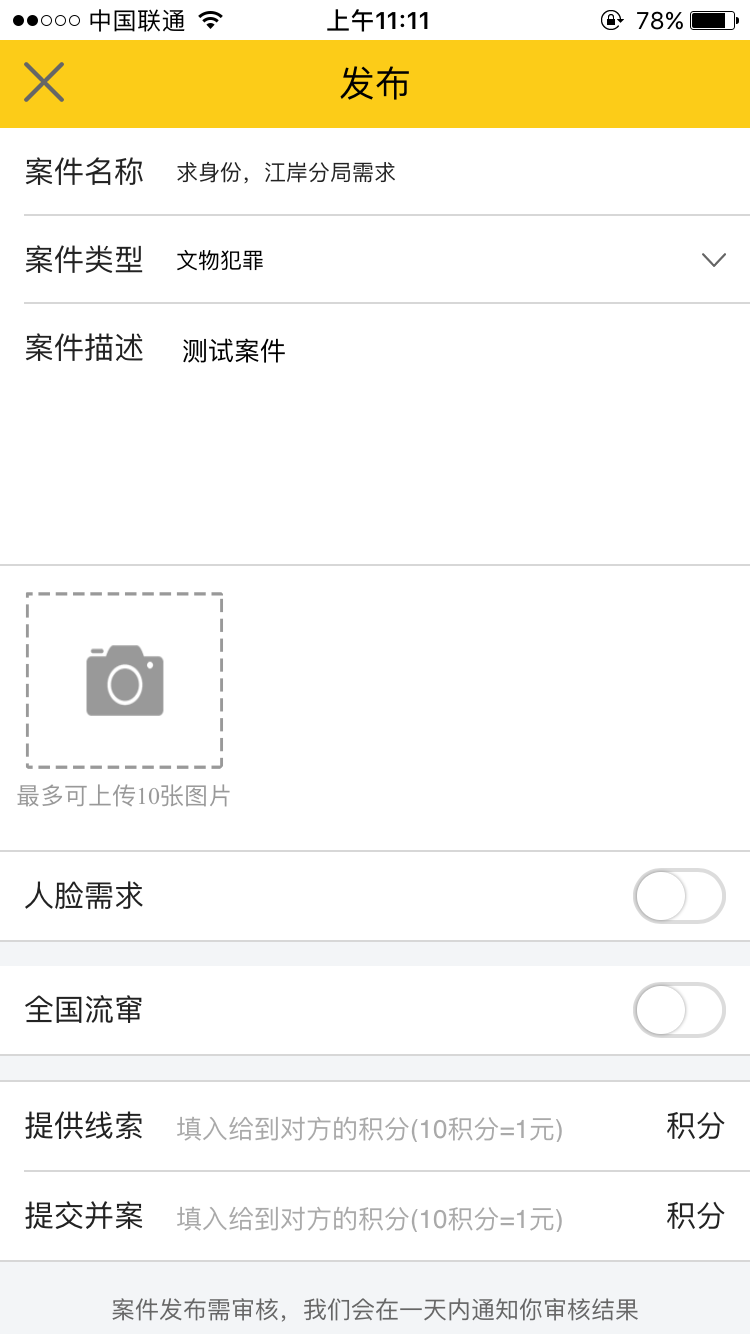 中国联通 上午11:11 78%
发布
案件名称 求身份，江岸分局需求
案件类型 文物犯罪
案件描述 测试案件
最多可上传10张图片
人脸需求
全国流窜
提供线索 填入给到对方的积分(10积分=1元) 积分
提交并案 填入给到对方的积分(10积分=1元) 积分
案件发布需审核，我们会在一天内通知你审核结果